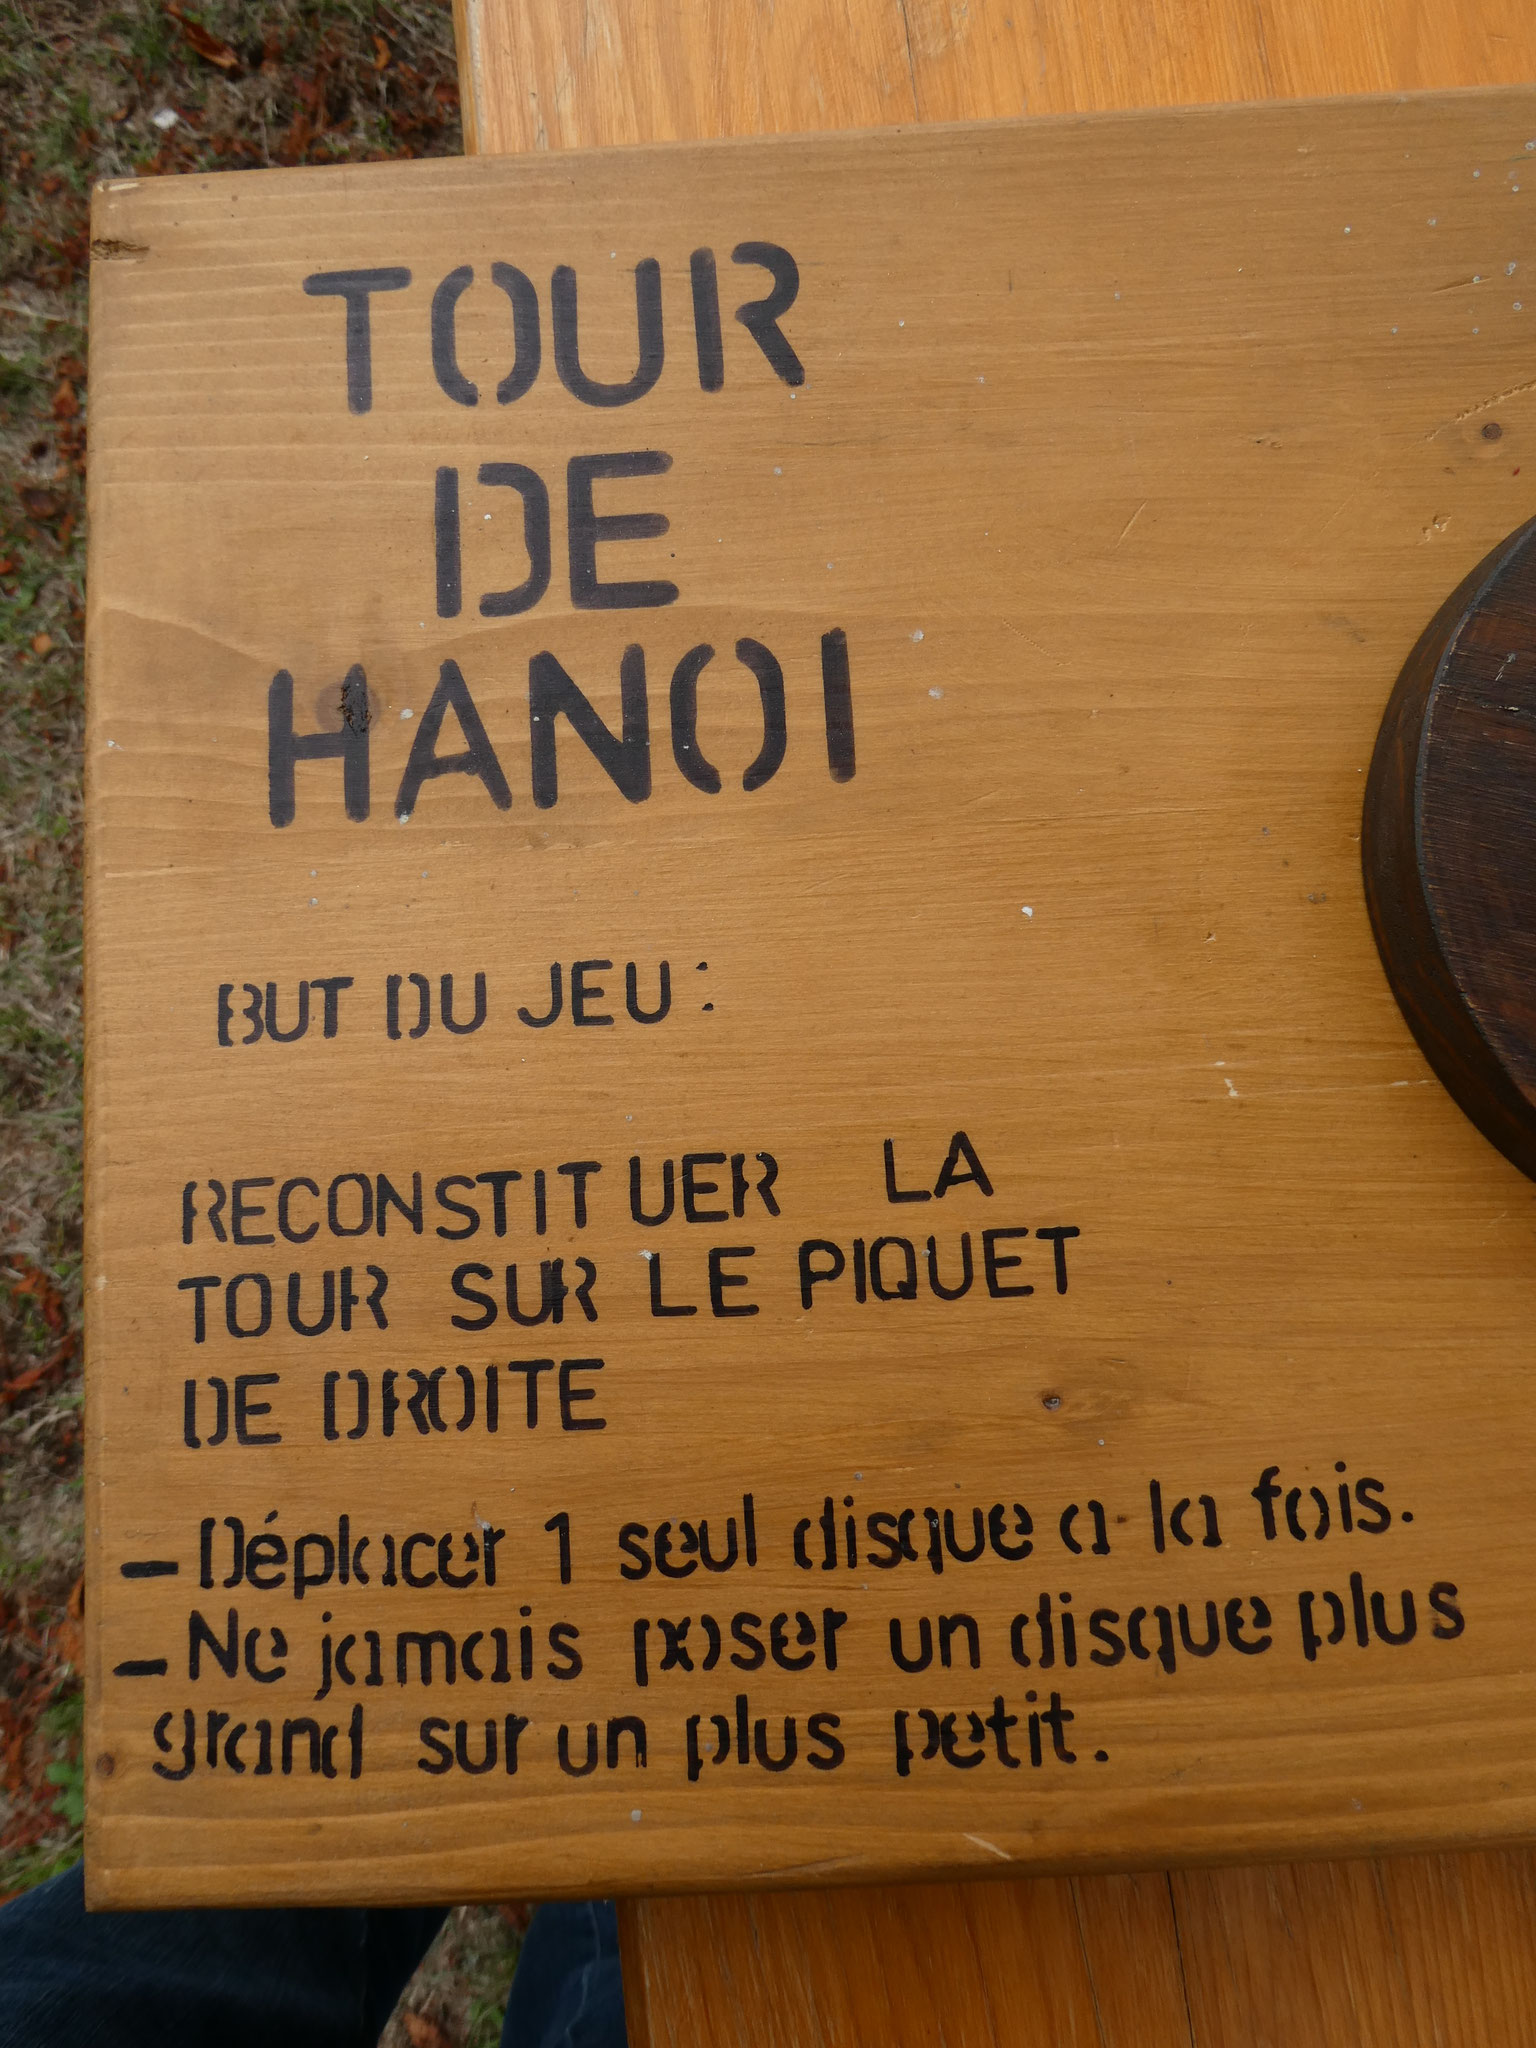 TOUR
DE
HANOI
BUT DU JEU :
RECONSTITUER LA
TOUR SUR LE PIQUET
DE DROITE
- Déplacer 1 seul disque a la fois.
- Ne jamais poser un disque plus
grand sur un plus petit.